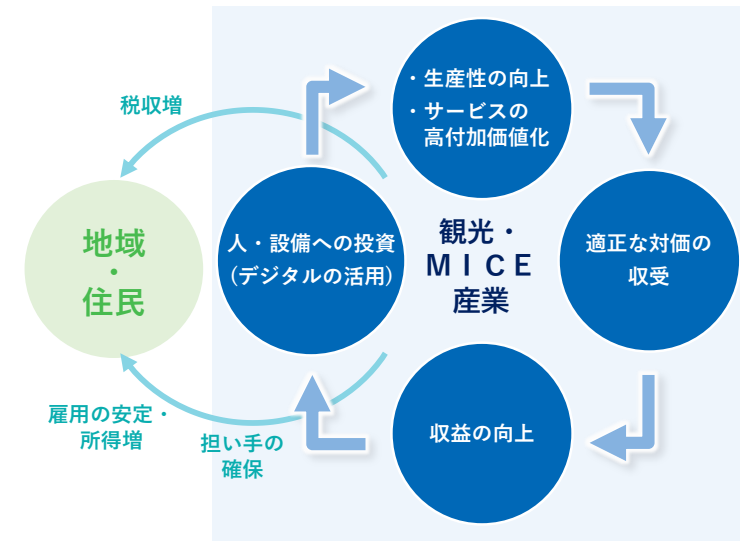 税収増
・生産性の向上
・サービスの
高付加価値化
地域
・
住民
人・設備への投資
(デジタルの活用)
観光・
ＭＩＣＥ
産業
適正な対価の
収受
雇用の安定・
所得増
担い手の
確保
収益の向上